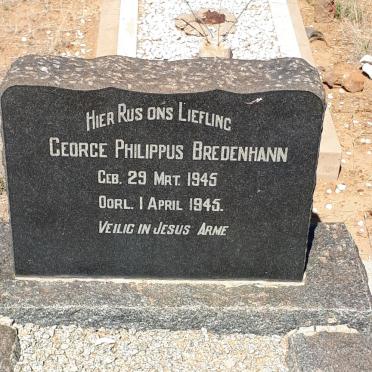 Hier Rus ons Liefling
George Philippus Bredenhann
Geb. 29 Mrt. 1945
Oorl. 1 April 1945.
Veilig in Jesus Arme